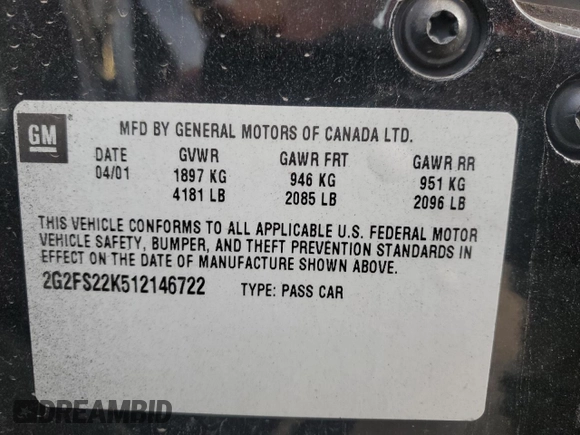 GM
MFD BY GENERAL MOTORS OF CANADA LTD.
DATE GVWR GAWR FRT GAWR RR
04/01 1897 KG 946 KG 951 KG
4181 LB 2085 LB 2096 LB
THIS VEHICLE CONFORMS TO ALL APPLICABLE U.S. FEDERAL MOTOR
VEHICLE SAFETY, BUMPER, AND THEFT PREVENTION STANDARDS IN
EFFECT ON THE DATE OF MANUFACTURE SHOWN ABOVE.
2G2FS22K512146722 TYPE: PASS CAR
DREAMBID